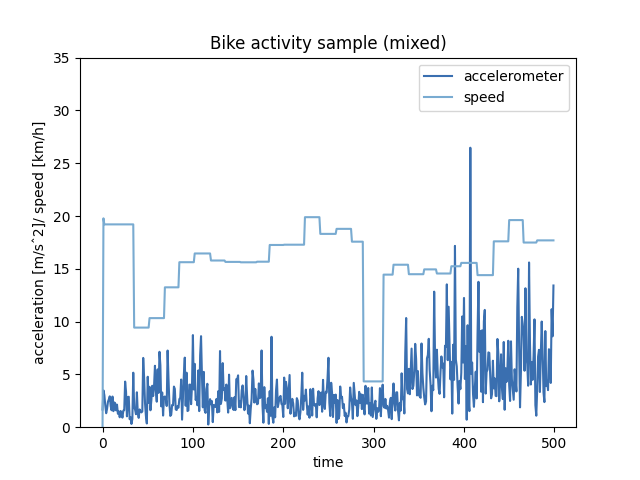 Bike activity sample (mixed)
accelerometer
speed
35
30
25
20
15
10
5
0
acceleration [m/s^2]/ speed [km/h]
0 100 200 300 400 500
time